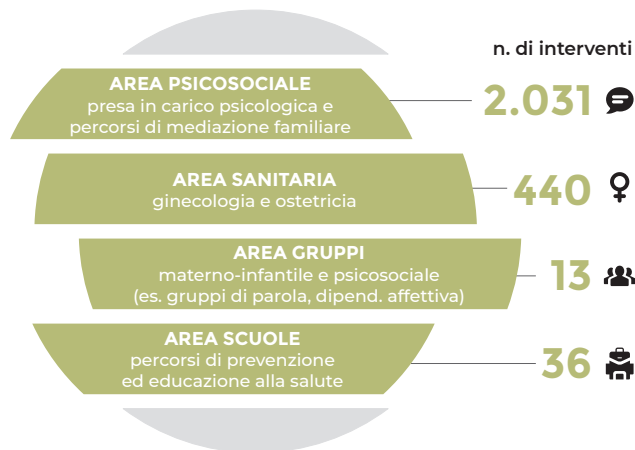 n. di interventi
AREA PSICOSOCIALE
presa in carico psicologica e
percorsi di mediazione familiare
2.031
AREA SANITARIA
ginecologia e ostetricia
440
AREA GRUPPI
materno-infantile e psicosociale
(es. gruppi di parola, dipend. affettiva)
13
AREA SCUOLE
percorsi di prevenzione
ed educazione alla salute
36